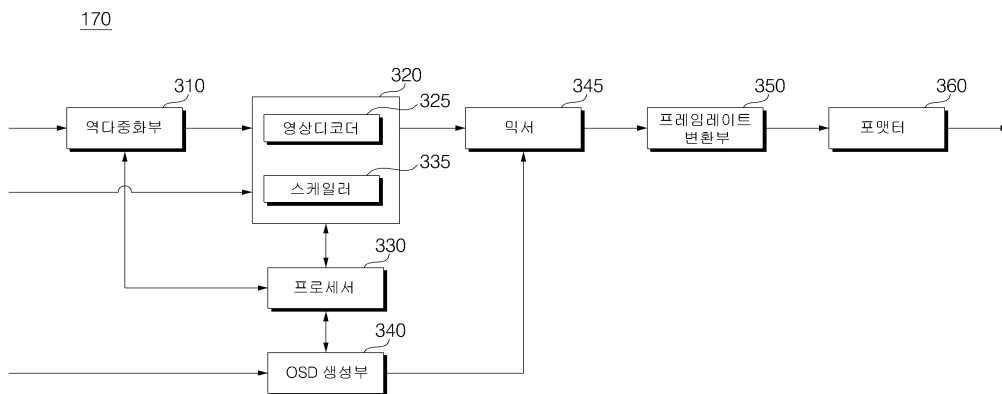 170
310
역다중화부
320
325
영상디코더
335
스케일러
345
믹서
350
프레임레이트
변환부
360
포맷터
330
프로세서
340
OSD 생성부